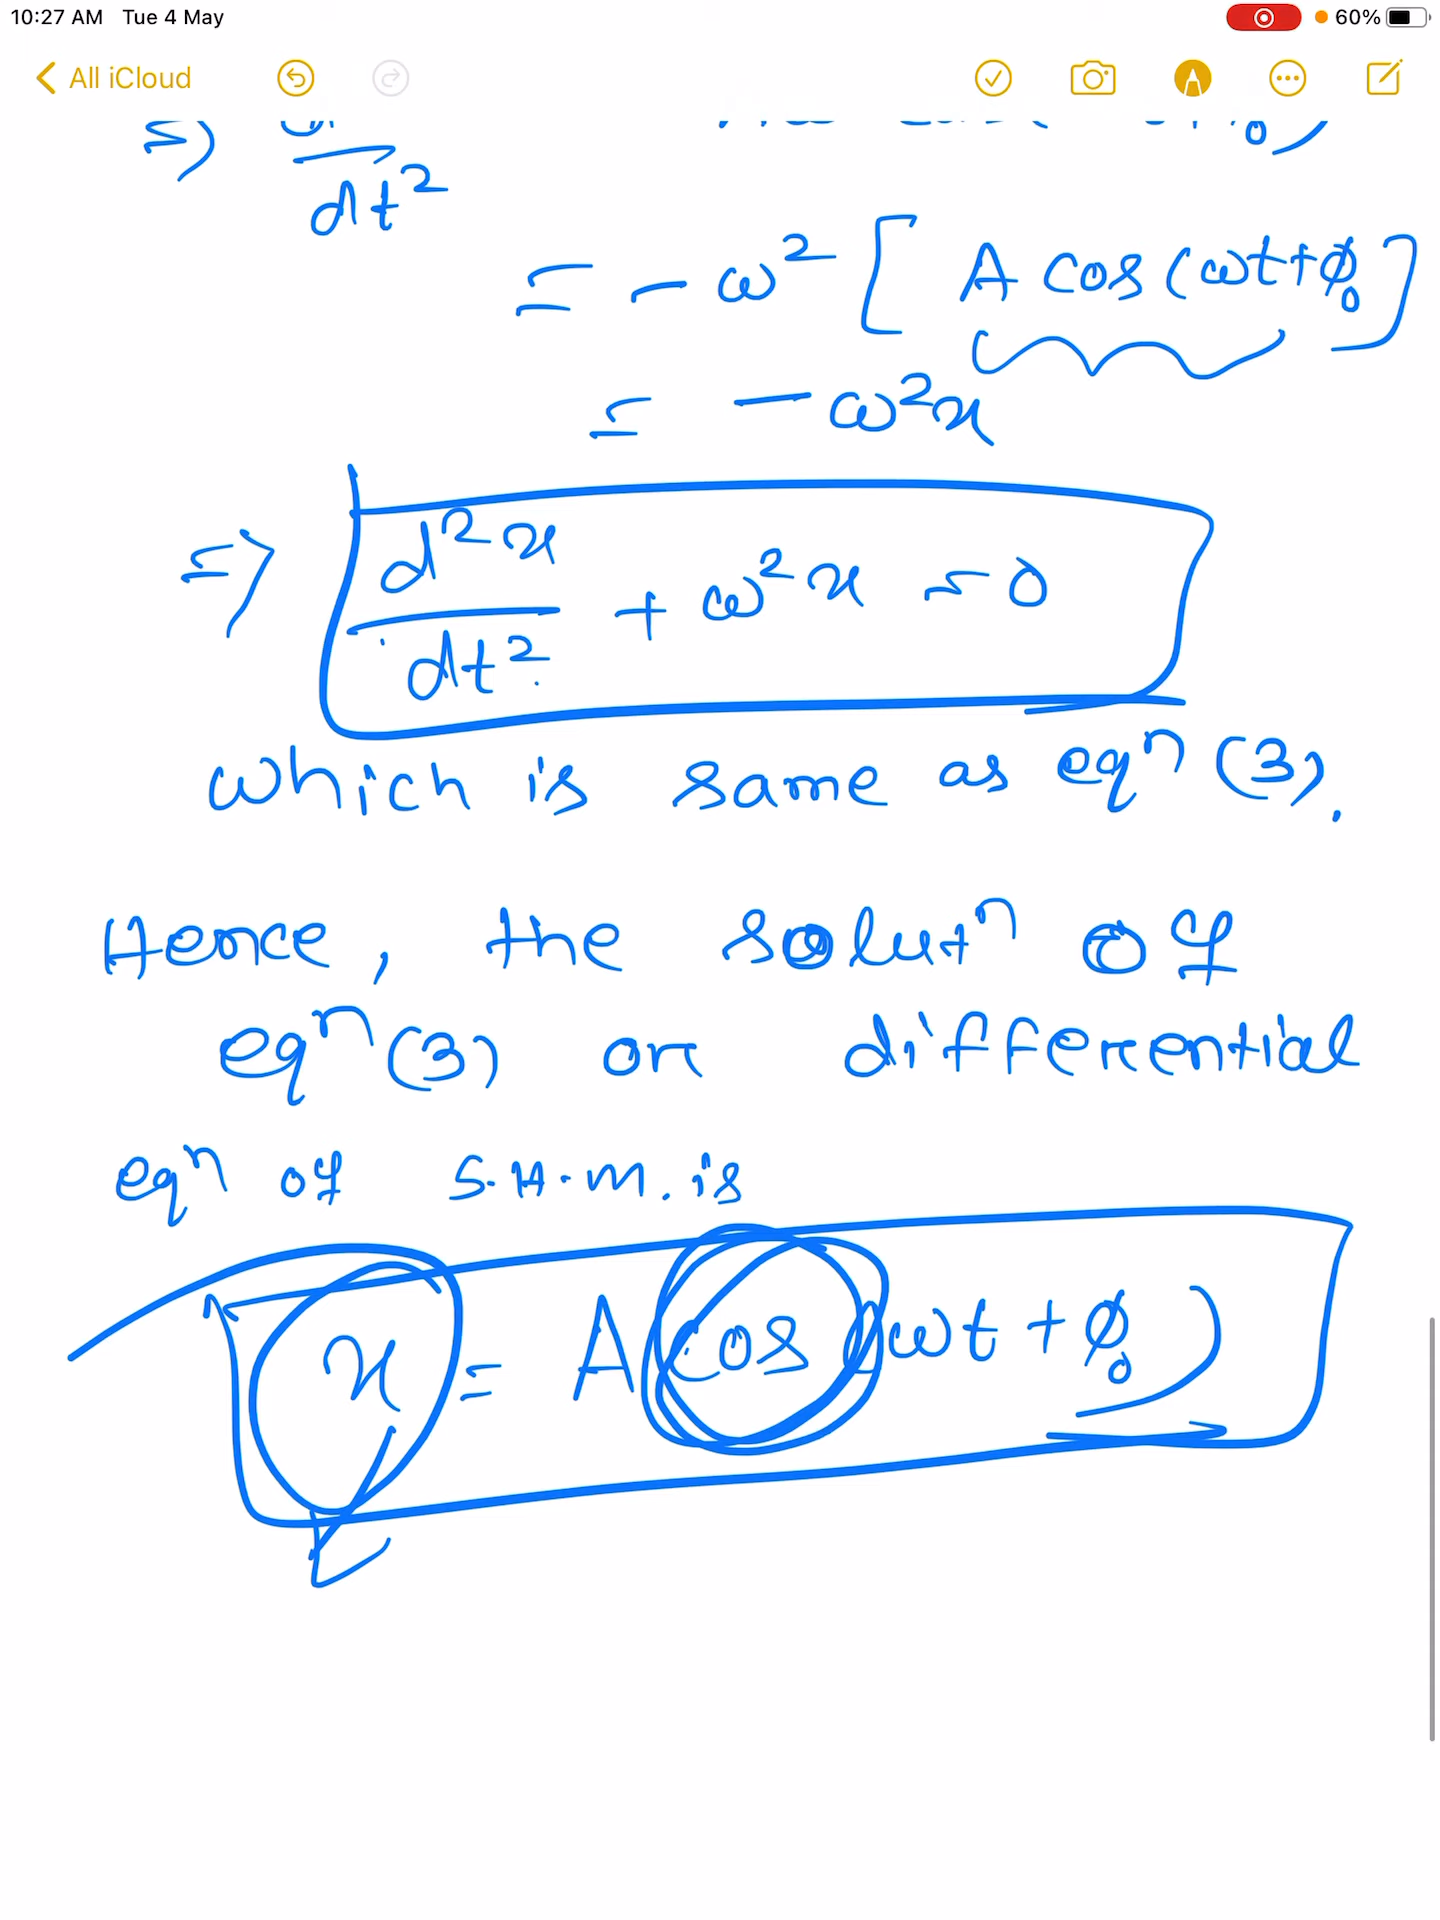 10:27 AM Tue 4 May 60%
All iCloud
⇒
dt²
= - ω² [ A cos (ωt+φ₀ ]
= - ω²x
⇒ d²x/dt² + ω²x = 0
which is same as eqⁿ (3).
Hence, the solutⁿ of
eqⁿ (3) or differential
eqⁿ of S.H.M. is
x = A Cos (ωt + φ₀)